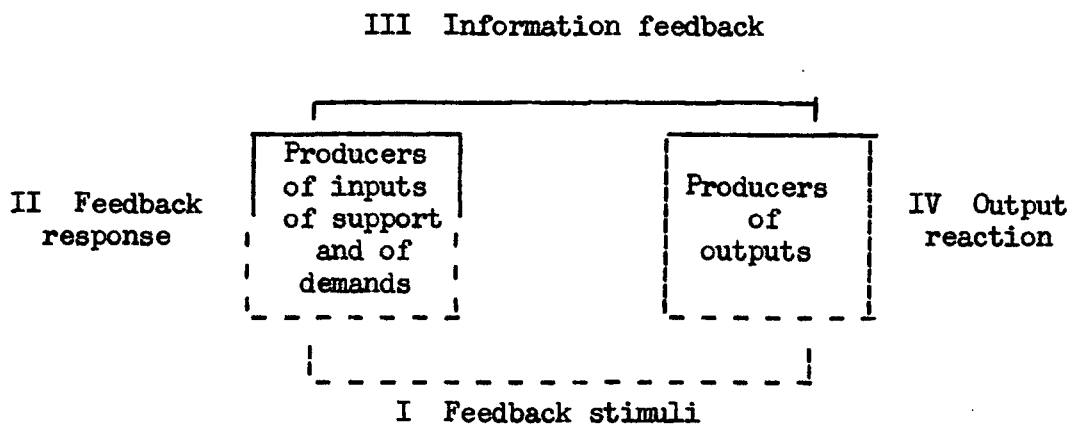 III Information feedback
Producers
of inputs
of support
and of
demands
Producers
of
outputs
II Feedback
response
IV Output
reaction
I Feedback stimuli